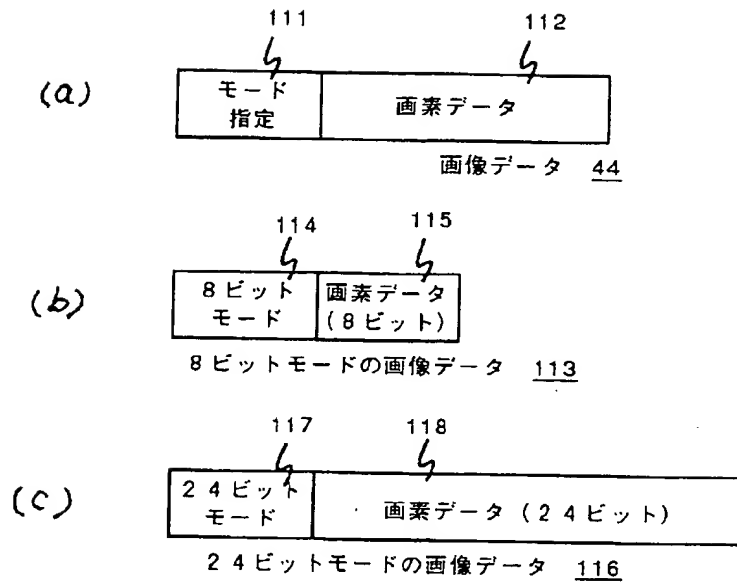 111
112
(a)
モード
指定
画素データ
画像データ 44
114
115
(b)
8ビット
モード
画素データ
(8ビット)
8ビットモードの画像データ 113
117
118
(c)
24ビット
モード
画素データ(24ビット)
24ビットモードの画像データ 116